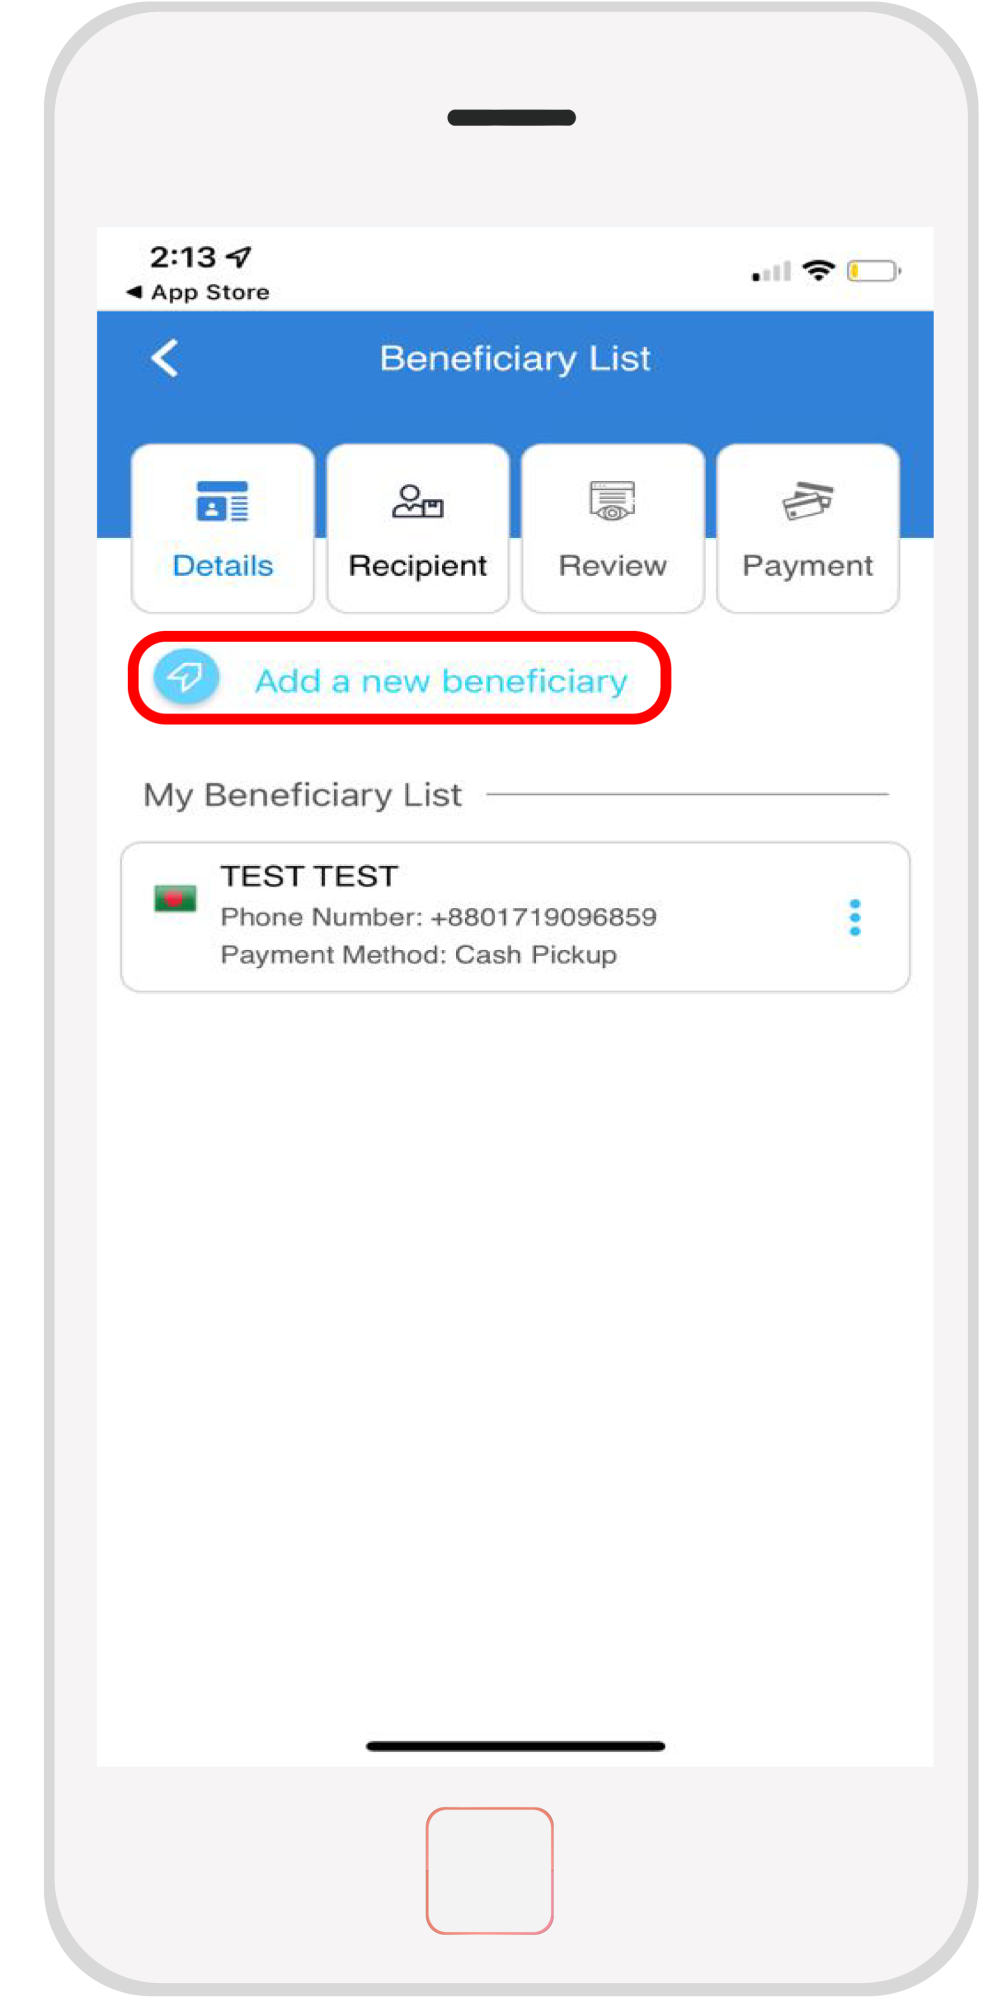 2:13
◀ App Store
Beneficiary List
Details
Recipient
Review
Payment
Add a new beneficiary
My Beneficiary List
TEST TEST
Phone Number: +8801719096859
Payment Method: Cash Pickup